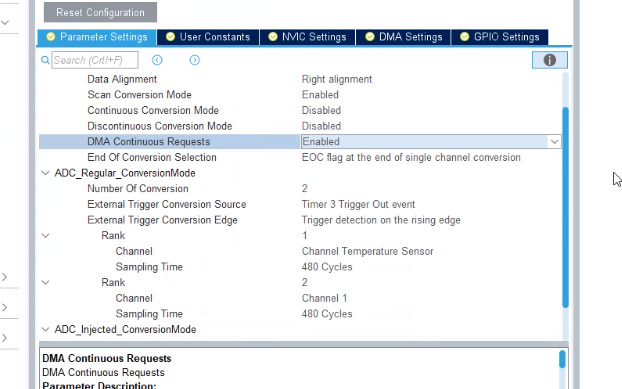 Reset Configuration
Parameter Settings User Constants NVIC Settings DMA Settings GPIO Settings
Search (Crtl+F)
Data Alignment Right alignment
Scan Conversion Mode Enabled
Continuous Conversion Mode Disabled
Discontinuous Conversion Mode Disabled
DMA Continuous Requests Enabled
End Of Conversion Selection EOC flag at the end of single channel conversion
ADC_Regular_ConversionMode
Number Of Conversion 2
External Trigger Conversion Source Timer 3 Trigger Out event
External Trigger Conversion Edge Trigger detection on the rising edge
Rank 1
Channel Channel Temperature Sensor
Sampling Time 480 Cycles
Rank 2
Channel Channel 1
Sampling Time 480 Cycles
ADC_Injected_ConversionMode
DMA Continuous Requests
DMA Continuous Requests
Parameter Description: